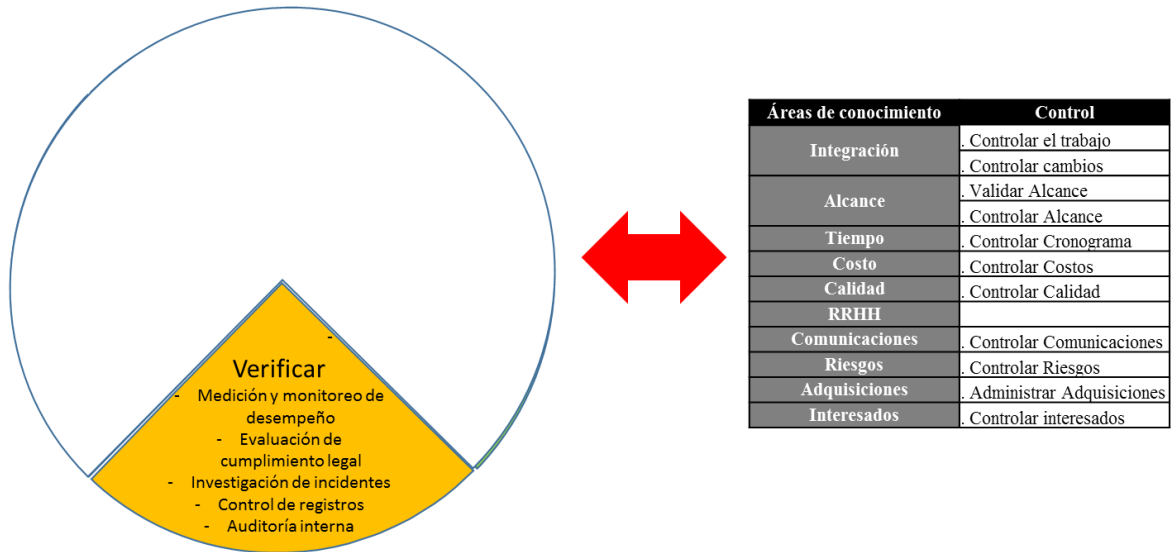 -
Verificar
- Medición y monitoreo de
desempeño
- Evaluación de
cumplimiento legal
- Investigación de incidentes
- Control de registros
- Auditoría interna
Áreas de conocimiento Control
Integración . Controlar el trabajo
. Controlar cambios
Alcance . Validar Alcance
. Controlar Alcance
Tiempo . Controlar Cronograma
Costo . Controlar Costos
Calidad . Controlar Calidad
RRHH
Comunicaciones . Controlar Comunicaciones
Riesgos . Controlar Riesgos
Adquisiciones . Administrar Adquisiciones
Interesados . Controlar interesados